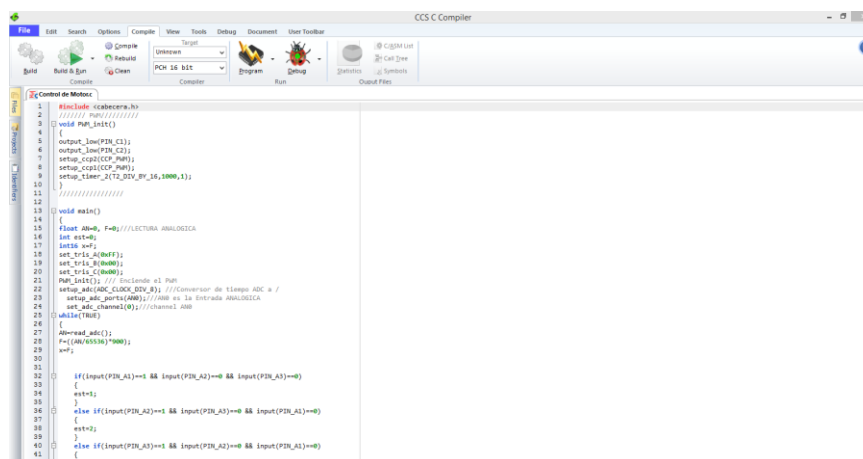 CCS C Compiler
File Edit Search Options Compile View Tools Debug Document User Toolbar
Build
Build & Run
Compile
Rebuild
Clean
Compile
Target
Unknown
PCH 16 bit
Compiler
Program
Debug
Run
Statistics
C/ASM List
Call Tree
Symbols
Ouput Files
Files
Projects
Identifiers
Control de Motos.c
1 #include <cabecera.h>
2 /////// PWM//////////
3 void PWM_init()
4 {
5 output_low(PIN_C1);
6 output_low(PIN_C2);
7 setup_ccp2(CCP_PWM);
8 setup_ccp1(CCP_PWM);
9 setup_timer_2(T2_DIV_BY_16,1000,1);
10 }
11 ////////////////
12
13 void main()
14 {
15 float AN=0, F=0;///LECTURA ANALOGICA
16 int est=0;
17 int16 x=F;
18 set_tris_A(0xFF);
19 set_tris_B(0x00);
20 set_tris_C(0x00);
21 PWM_init(); /// Enciende el PWM
22 setup_adc(ADC_CLOCK_DIV_8); ///Conversor de tiempo ADC a /
23 setup_adc_ports(AN0);///AN0 es la Entrada ANALOGICA
24 set_adc_channel(0);///channel AN0
25 while(TRUE)
26 {
27 AN=read_adc();
28 F=((AN/65536)*900);
29 x=F;
30
31
32 if(input(PIN_A1)==1 && input(PIN_A2)==0 && input(PIN_A3)==0)
33 {
34 est=1;
35 }
36 else if(input(PIN_A2)==1 && input(PIN_A3)==0 && input(PIN_A1)==0)
37 {
38 est=2;
39 }
40 else if(input(PIN_A3)==1 && input(PIN_A2)==0 && input(PIN_A1)==0)
41 {